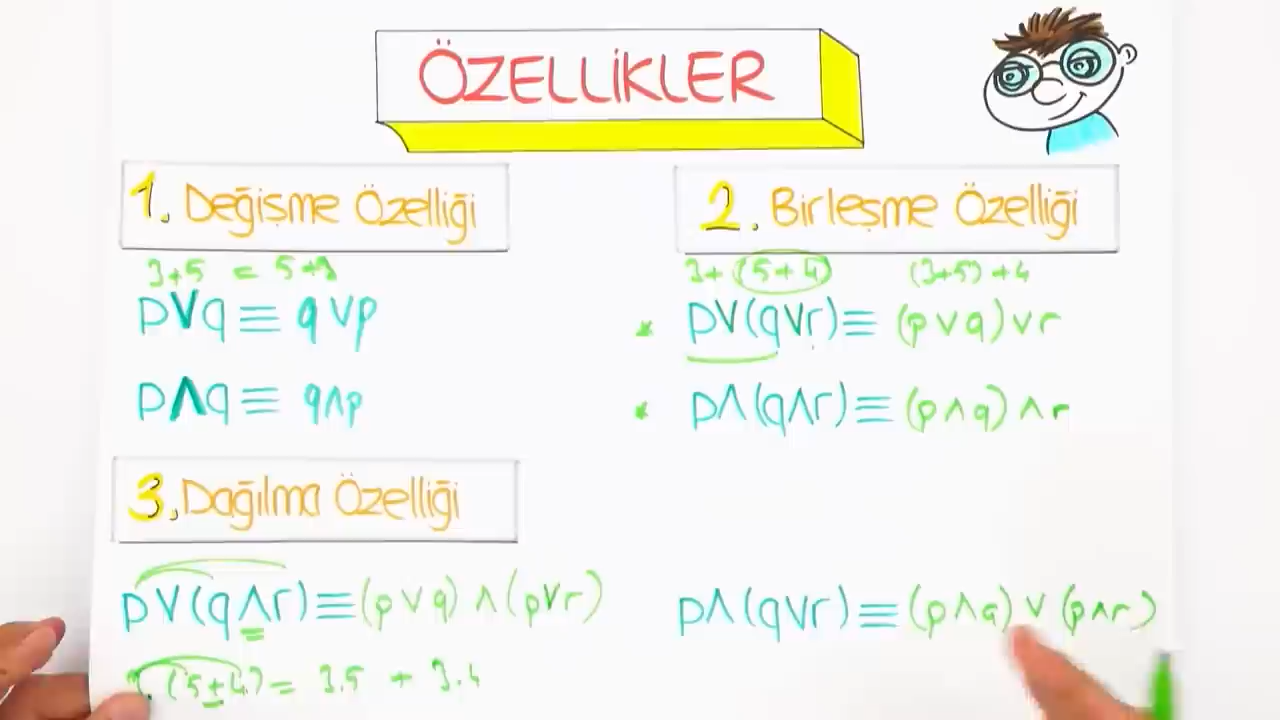 ÖZELLİKLER
1. Değişme Özelliği
3+5 = 5+3
p∨q≡ q∨p
p∧q≡ q∧p
2. Birleşme Özelliği
3+ (5+4) (3+5)+4
* p∨(q∨r)≡ (p∨q)∨r
* p∧(q∧r)≡ (p∧q)∧r
3. Dağılma Özelliği
p∨(q∧r)≡(p∨q) ∧ (p∨r)
3.(5+4)= 3.5 + 3.4
p∧(q∨r)≡(p∧q) ∨ (p∧r)